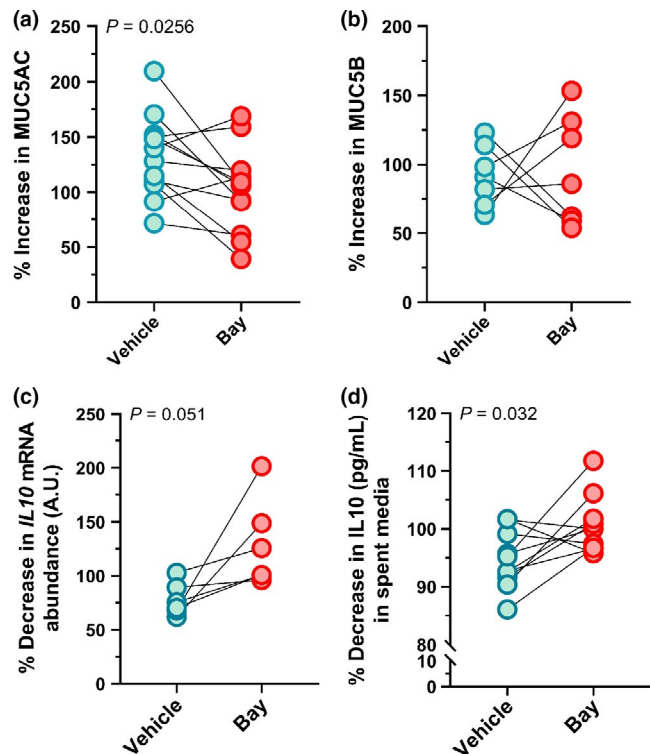 (a)
P = 0.0256
% Increase in MUC5AC
250
200
150
100
50
0
Vehicle
Bay
(b)
% Increase in MUC5B
200
150
100
50
0
Vehicle
Bay
(c)
P = 0.051
% Decrease in IL10 mRNA
abundance (A.U.)
250
200
150
100
50
0
Vehicle
Bay
(d)
P = 0.032
% Decrease in IL10 (pg/mL)
in spent media
120
110
100
90
80
10
0
Vehicle
Bay